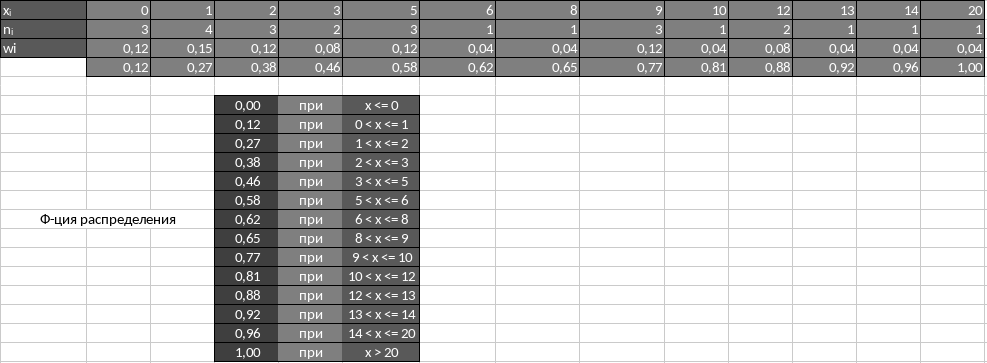 xᵢ 0 1 2 3 5 6 8 9 10 12 13 14 20
nᵢ 3 4 3 2 3 1 1 3 1 2 1 1 1
wi 0,12 0,15 0,12 0,08 0,12 0,04 0,04 0,12 0,04 0,08 0,04 0,04 0,04
0,12 0,27 0,38 0,46 0,58 0,62 0,65 0,77 0,81 0,88 0,92 0,96 1,00
0,00 при x <= 0
0,12 при 0 < x <= 1
0,27 при 1 < x <= 2
0,38 при 2 < x <= 3
0,46 при 3 < x <= 5
0,58 при 5 < x <= 6
Ф-ция распределения 0,62 при 6 < x <= 8
0,65 при 8 < x <= 9
0,77 при 9 < x <= 10
0,81 при 10 < x <= 12
0,88 при 12 < x <= 13
0,92 при 13 < x <= 14
0,96 при 14 < x <= 20
1,00 при x > 20